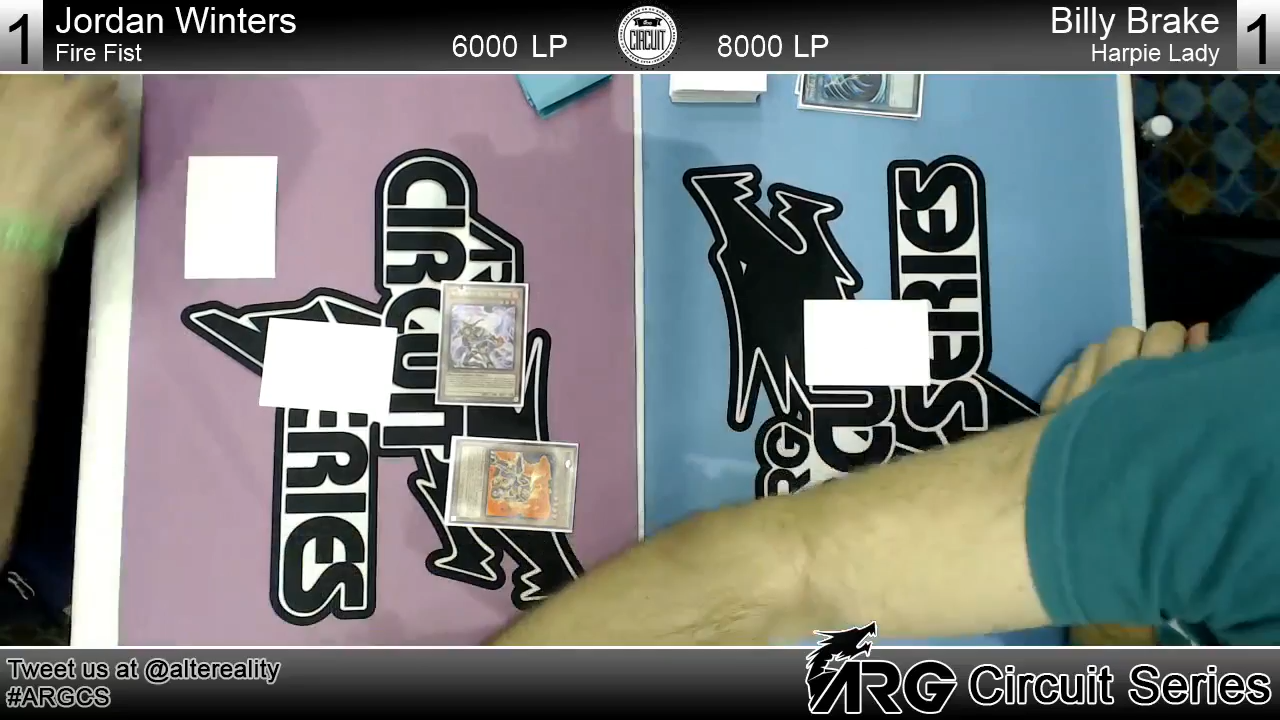 1
Jordan Winters
Fire Fist
6000 LP
CIRCUIT
8000 LP
Billy Brake
Harpie Lady
1
CIRCUIT
SERIES
ARG
SERIES
Tweet us at @altereality
#ARGCS
ARG Circuit Series